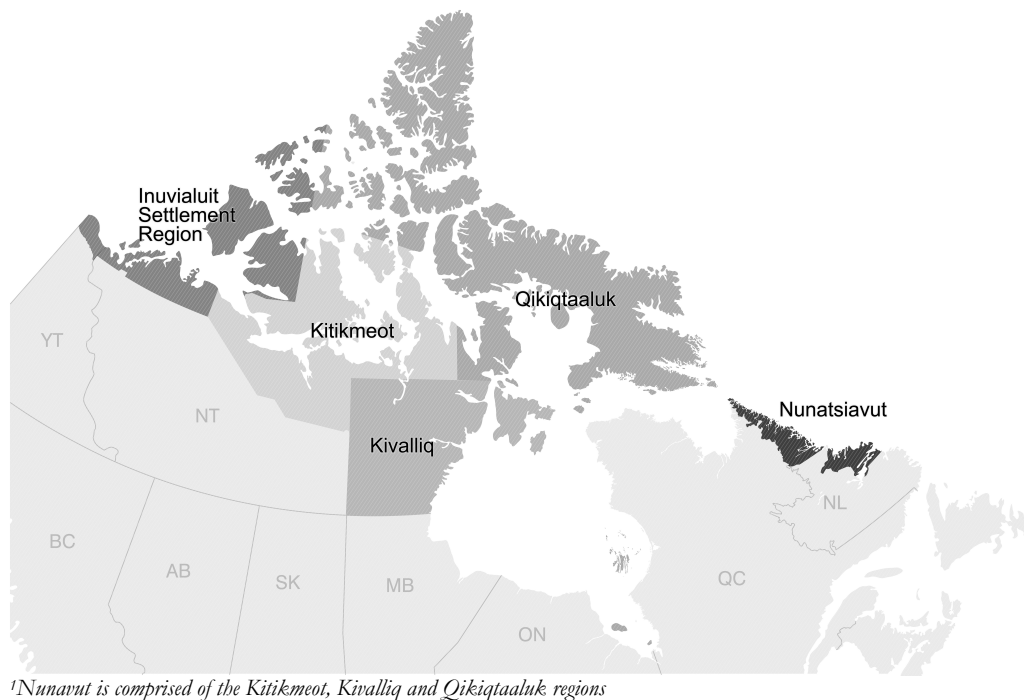 Inuvialuit
Settlement
Region
Qikiqtaaluk
Kitikmeot
YT
Nunatsiavut
NT
Kivalliq
NL
BC
AB
SK
MB
QC
ON
¹Nunavut is comprised of the Kitikmeot, Kivalliq and Qikiqtaaluk regions